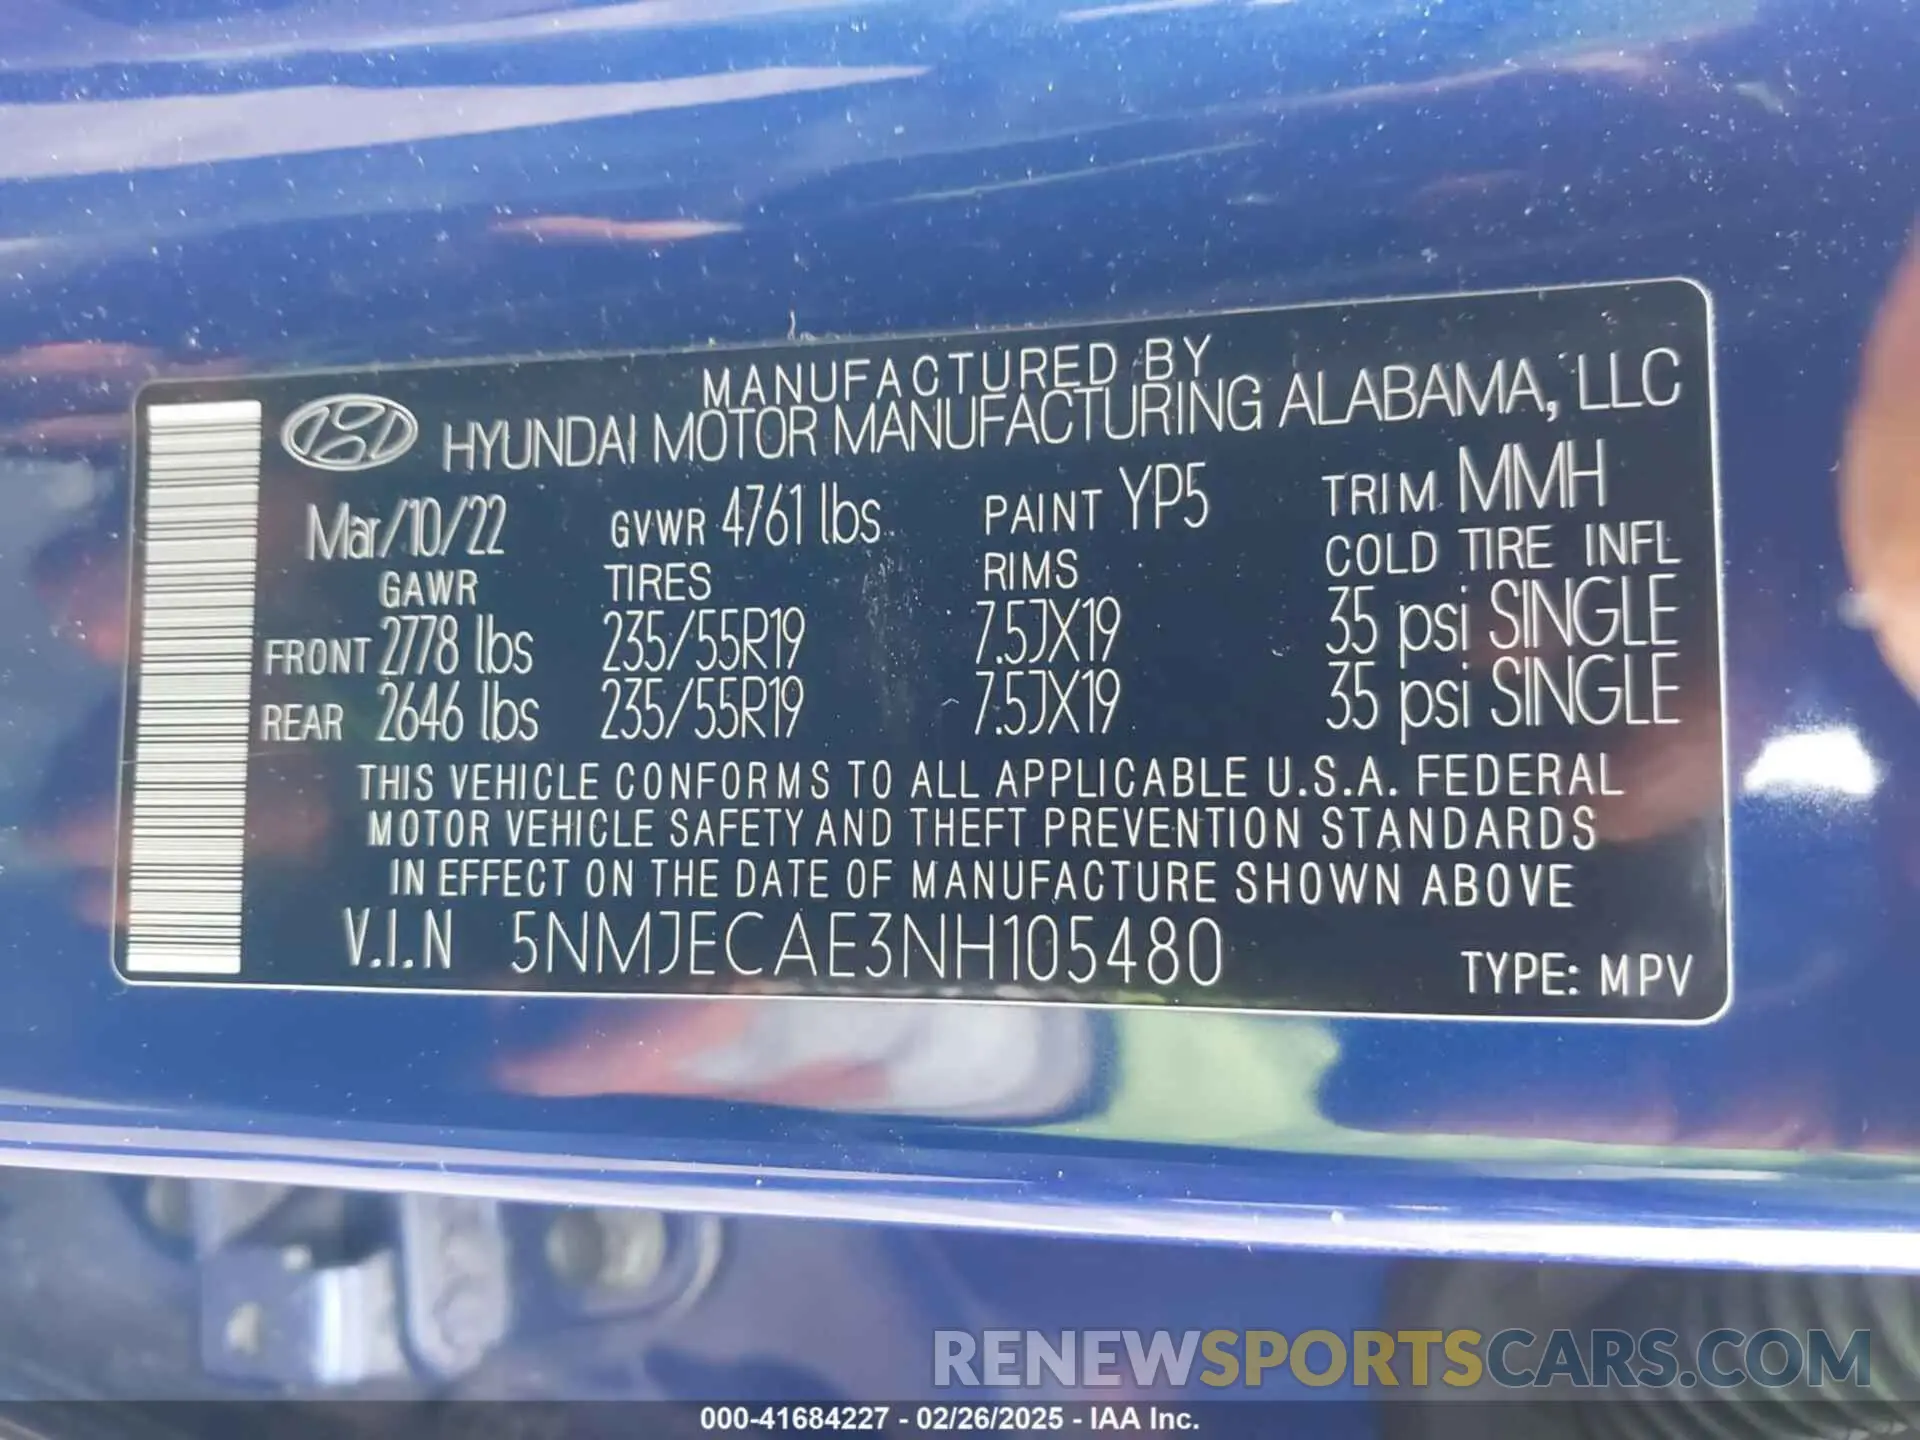 MANUFACTURED BY
HYUNDAI MOTOR MANUFACTURING ALABAMA, LLC
Mar/10/22 GVWR 4761 lbs. PAINT YP5 TRIM MMH
GAWR TIRES RIMS COLD TIRE INFL
FRONT 2778 lbs 235/55R19 7.5JX19 35 psi SINGLE
REAR 2646 lbs 235/55R19 7.5JX19 35 psi SINGLE
THIS VEHICLE CONFORMS TO ALL APPLICABLE U.S.A. FEDERAL
MOTOR VEHICLE SAFETY AND THEFT PREVENTION STANDARDS
IN EFFECT ON THE DATE OF MANUFACTURE SHOWN ABOVE
V.I.N 5NMJECAE3NH105480 TYPE: MPV
RENEWSPORTSCARS.COM
000-41684227 - 02/26/2025 - IAA Inc.